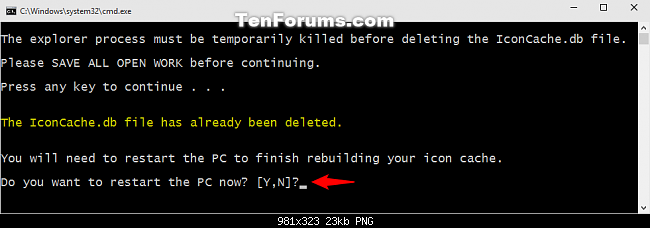 C:\Windows\system32\cmd.exe
TenForums.com
The explorer process must be temporarily killed before deleting the IconCache.db file.
Please SAVE ALL OPEN WORK before continuing.
Press any key to continue . . .
The IconCache.db file has already been deleted.
You will need to restart the PC to finish rebuilding your icon cache.
Do you want to restart the PC now? [Y,N]?_
981x323 23kb PNG